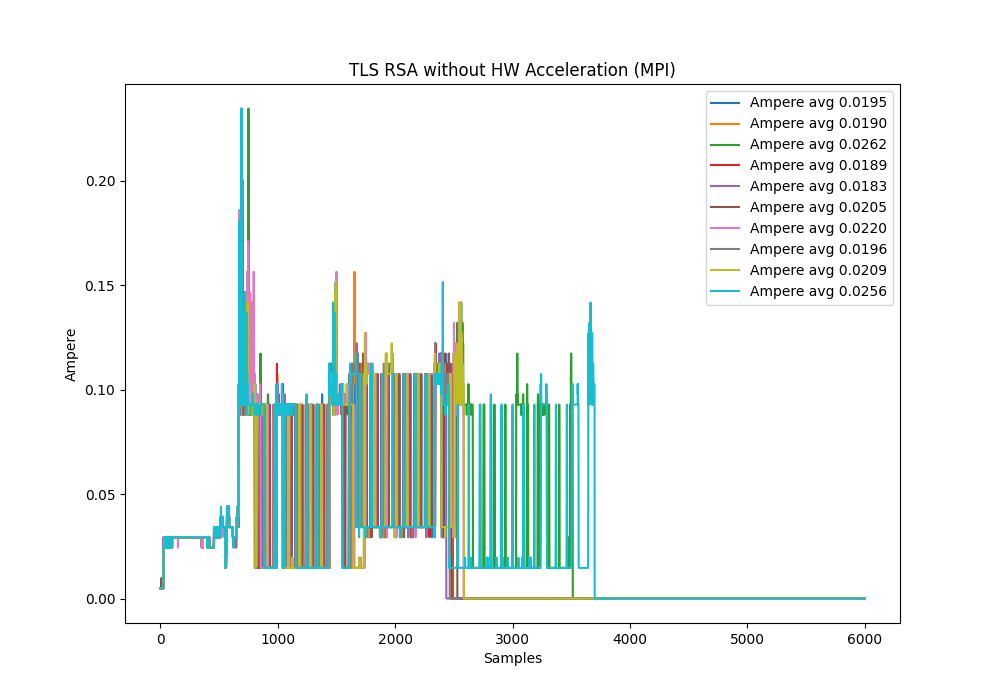 TLS RSA without HW Acceleration (MPI)
Ampere avg 0.0195
Ampere avg 0.0190
Ampere avg 0.0262
Ampere avg 0.0189
Ampere avg 0.0183
Ampere avg 0.0205
Ampere avg 0.0220
Ampere avg 0.0196
Ampere avg 0.0209
Ampere avg 0.0256
0.20
0.15
0.10
0.05
0.00
Ampere
0 1000 2000 3000 4000 5000 6000
Samples